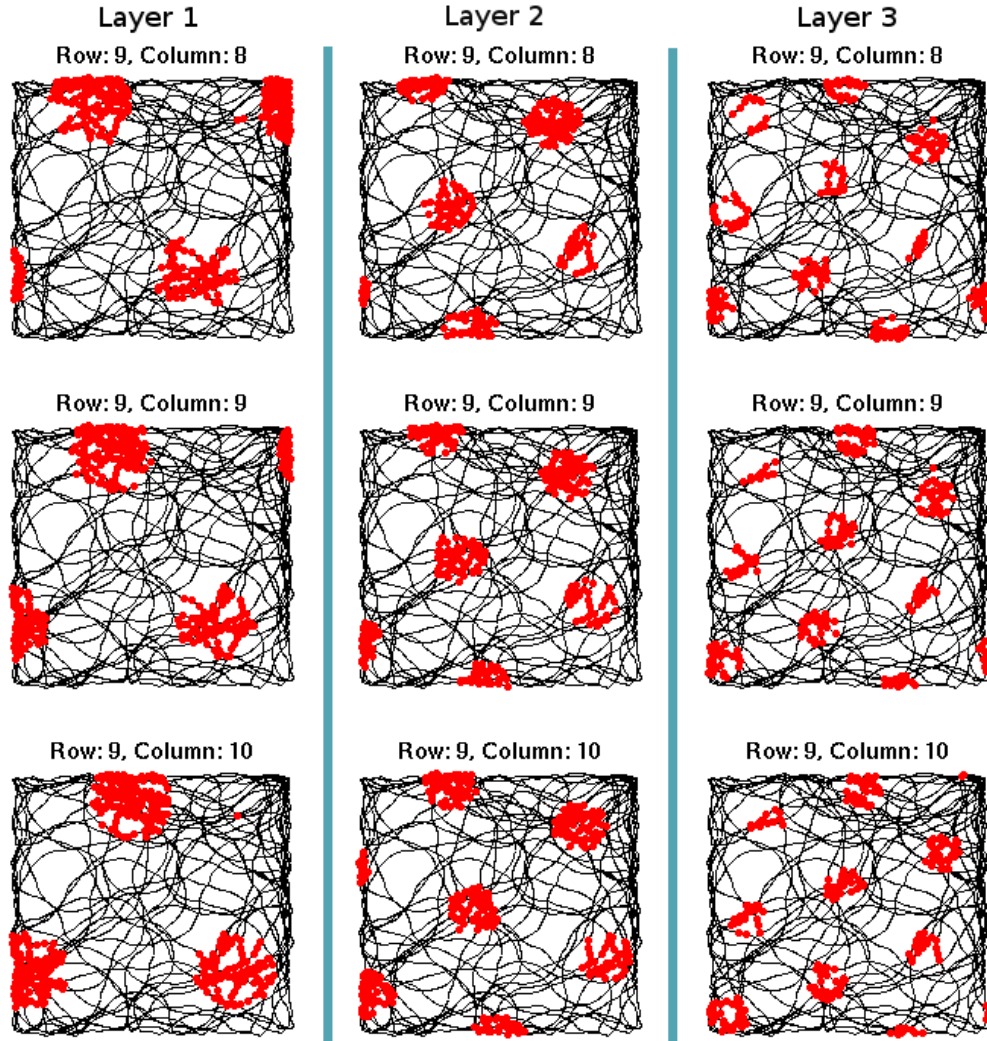 Layer 1 Layer 2 Layer 3
Row: 9, Column: 8 Row: 9, Column: 8 Row: 9, Column: 8
Row: 9, Column: 9 Row: 9, Column: 9 Row: 9, Column: 9
Row: 9, Column: 10 Row: 9, Column: 10 Row: 9, Column: 10